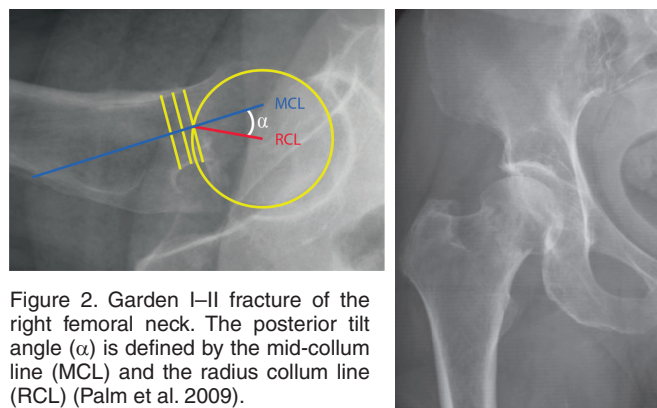 MCL
α
RCL
Figure 2. Garden I–II fracture of the
right femoral neck. The posterior tilt
angle (α) is defined by the mid-collum
line (MCL) and the radius collum line
(RCL) (Palm et al. 2009).